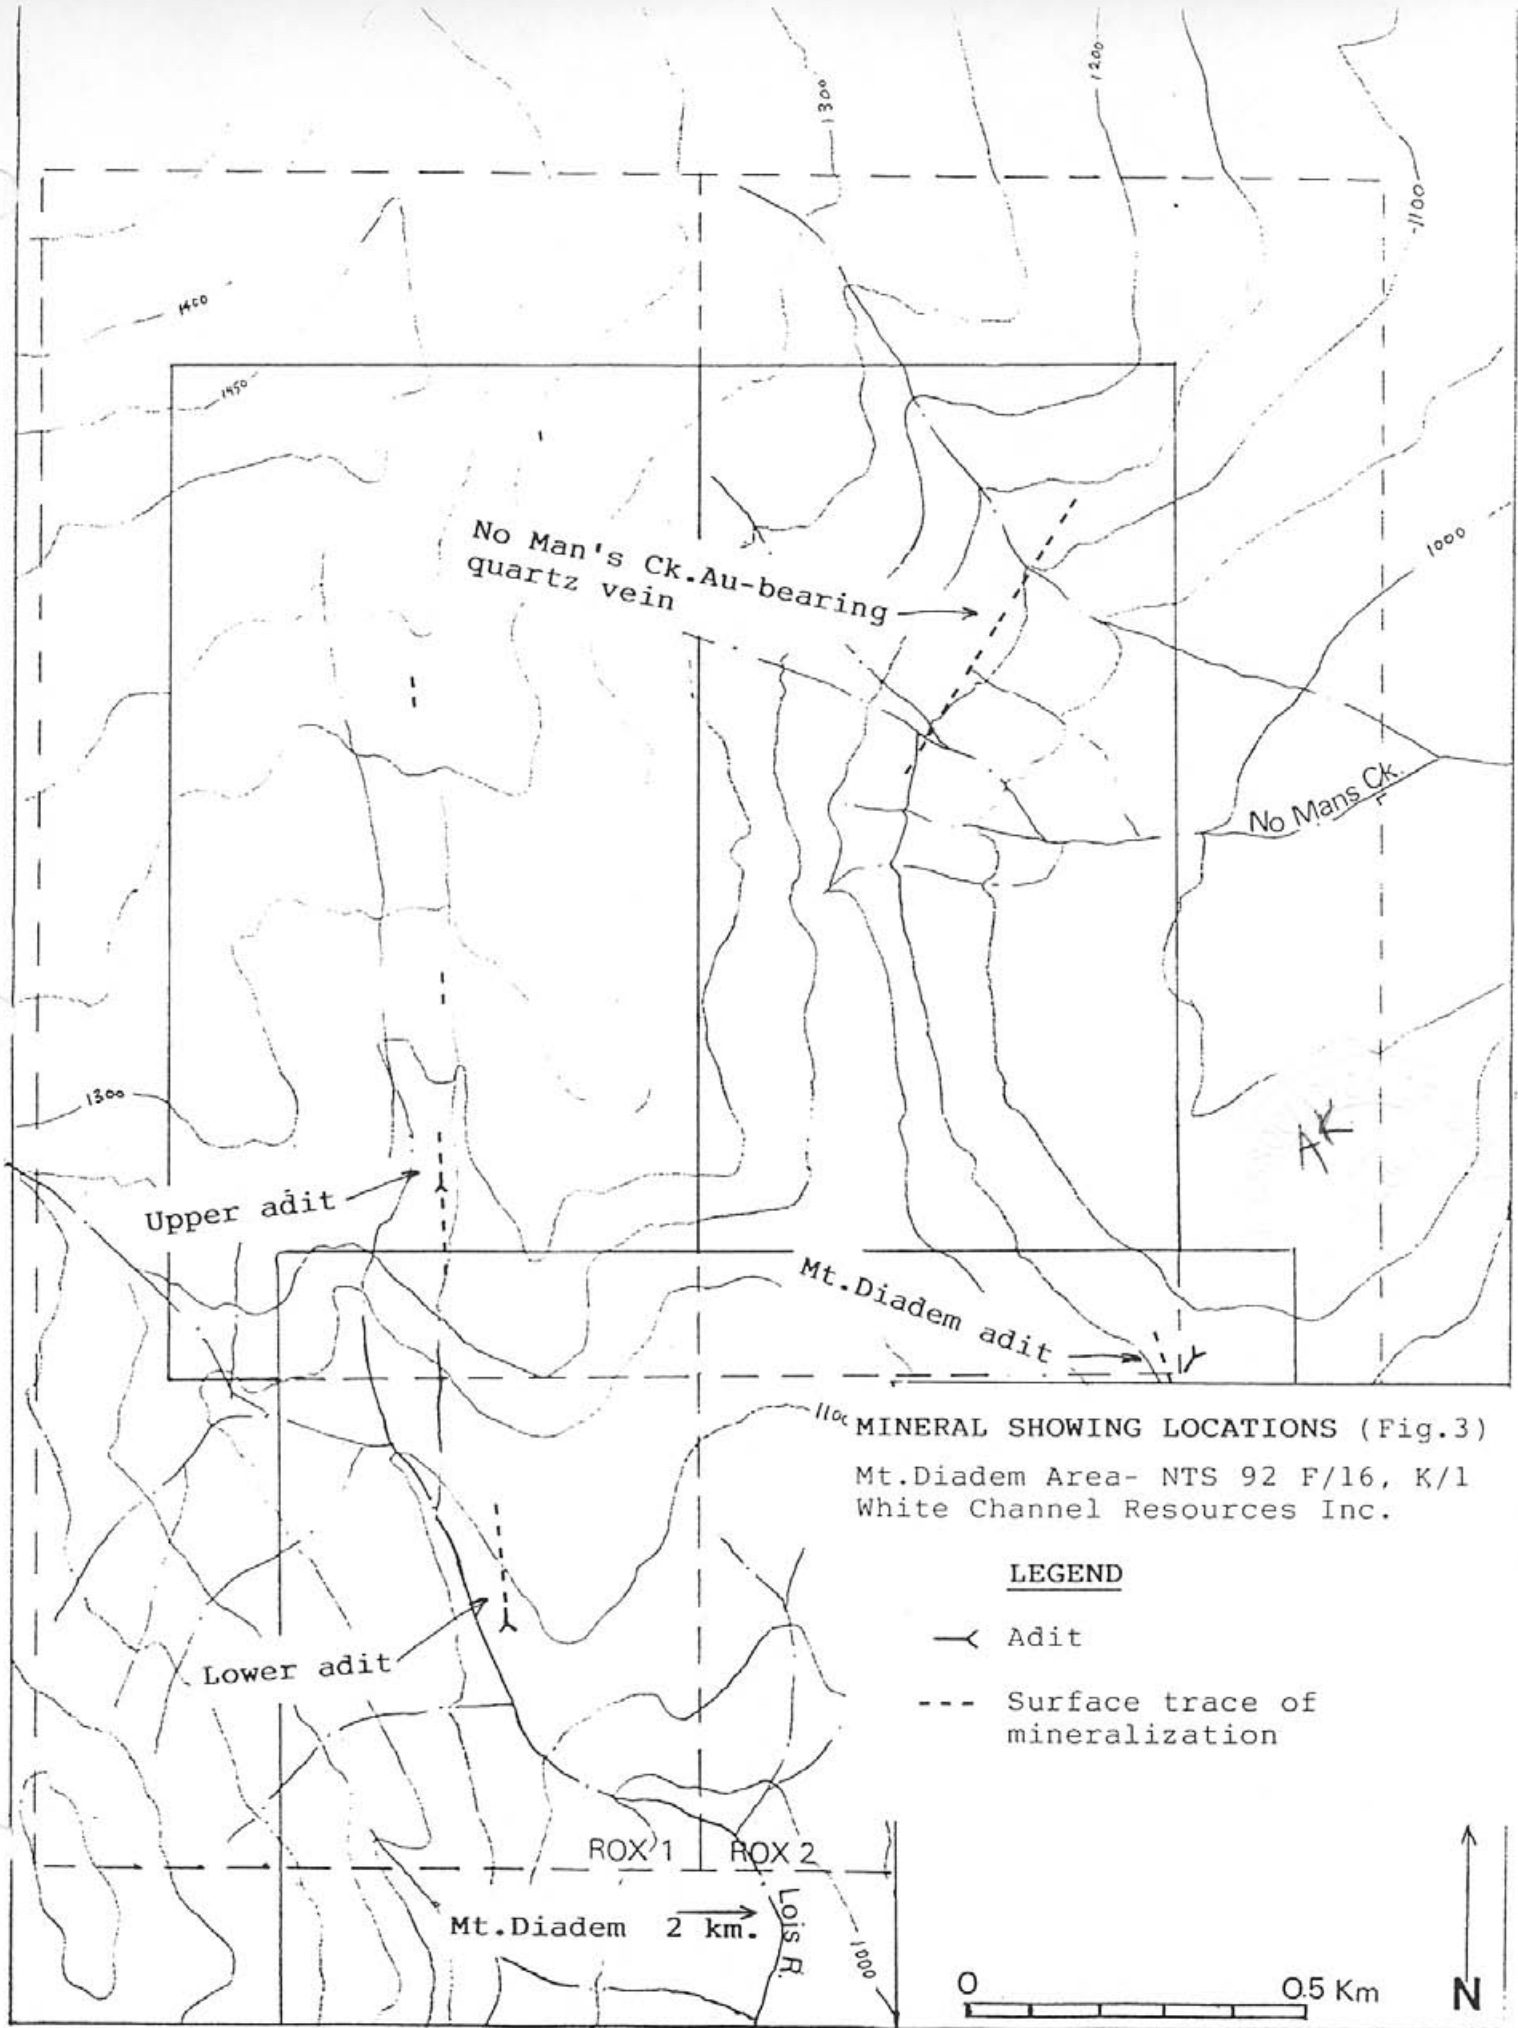 1300
1200
1100
1450
1000
No Man's Ck.Au-bearing
quartz vein
No Mans Ck.
1300
AK
Upper adit
Mt.Diadem adit
MINERAL SHOWING LOCATIONS (Fig.3)
Mt.Diadem Area- NTS 92 F/16, K/1
White Channel Resources Inc.
LEGEND
Adit
Surface trace of
mineralization
Lower adit
ROX 1
ROX 2
Mt.Diadem 2 km.
Lois R.
1000
0 0.5 Km
N